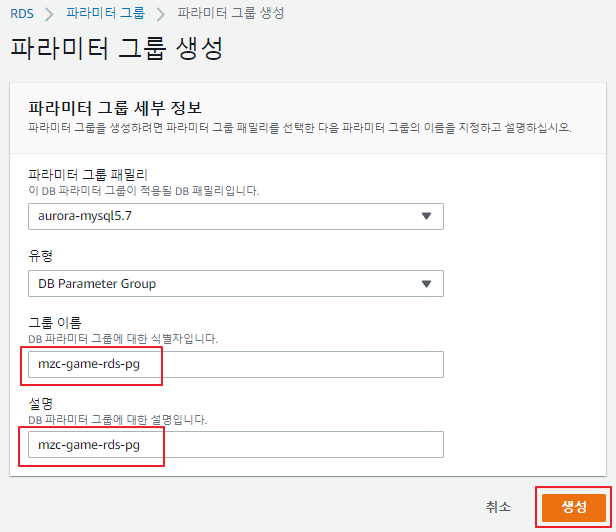 RDS > 파라미터 그룹 > 파라미터 그룹 생성
파라미터 그룹 생성
파라미터 그룹 세부 정보
파라미터 그룹을 생성하려면 파라미터 그룹 패밀리를 선택한 다음 파라미터 그룹의 이름을 지정하고 설명하십시오.
파라미터 그룹 패밀리
이 DB 파라미터 그룹이 적용될 DB 패밀리입니다.
aurora-mysql5.7
유형
DB Parameter Group
그룹 이름
DB 파라미터 그룹에 대한 식별자입니다.
mzc-game-rds-pg
설명
DB 파라미터 그룹에 대한 설명입니다.
mzc-game-rds-pg
취소 생성